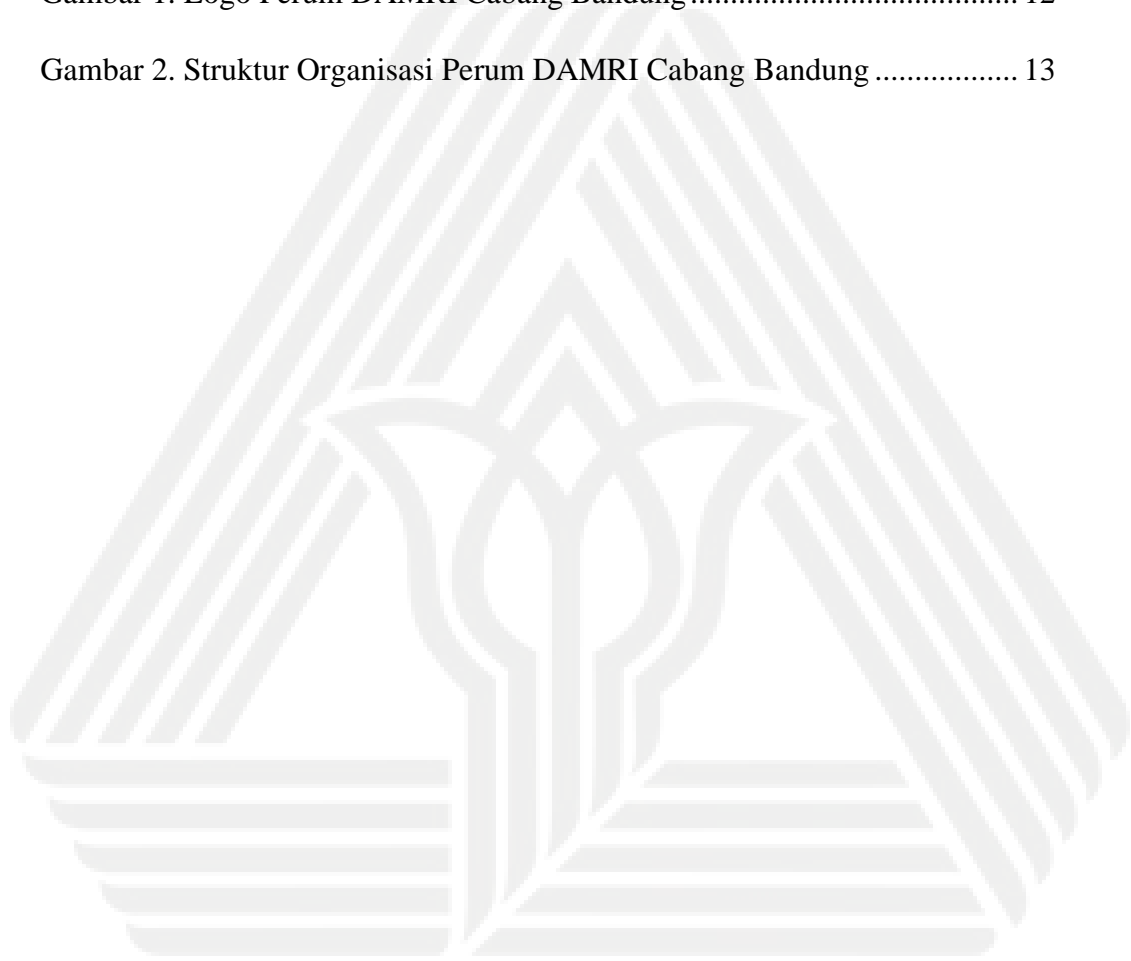 Gambar 1. Logo Perum DAMRI Cabang Bandung ..................................... 12
Gambar 2. Struktur Organisasi Perum DAMRI Cabang Bandung ................. 13